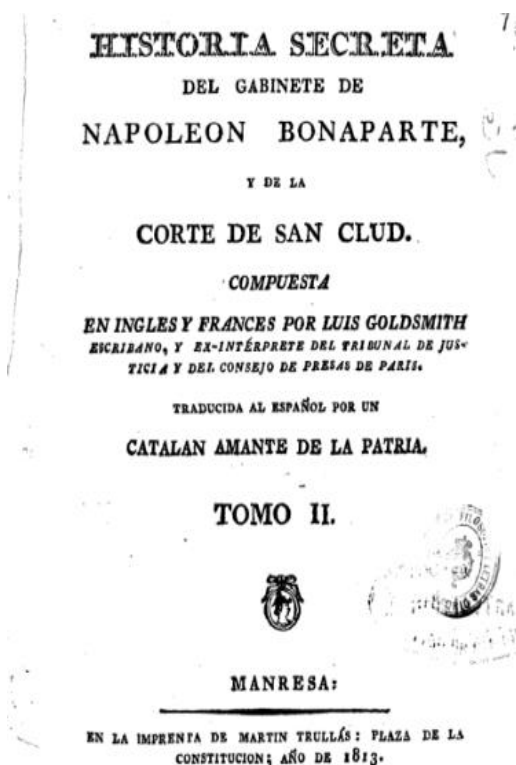 7
HISTORIA SECRETA
DEL GABINETE DE
NAPOLEON BONAPARTE,
Y DE LA
CORTE DE SAN CLUD.
COMPUESTA
EN INGLES Y FRANCES POR LUIS GOLDSMITH
ESCRIBANO, Y EX-INTÉRPRETE DEL TRIBUNAL DE JUS-
TICIA Y DEL CONSEJO DE PRESAS DE PARIS.
TRADUCIDA AL ESPAÑOL POR UN
CATALAN AMANTE DE LA PATRIA.
TOMO II.
MANRESA:
EN LA IMPRENTA DE MARTIN TRULLÁS: PLAZA DE LA
CONSTITUCION; AÑO DE 1813.